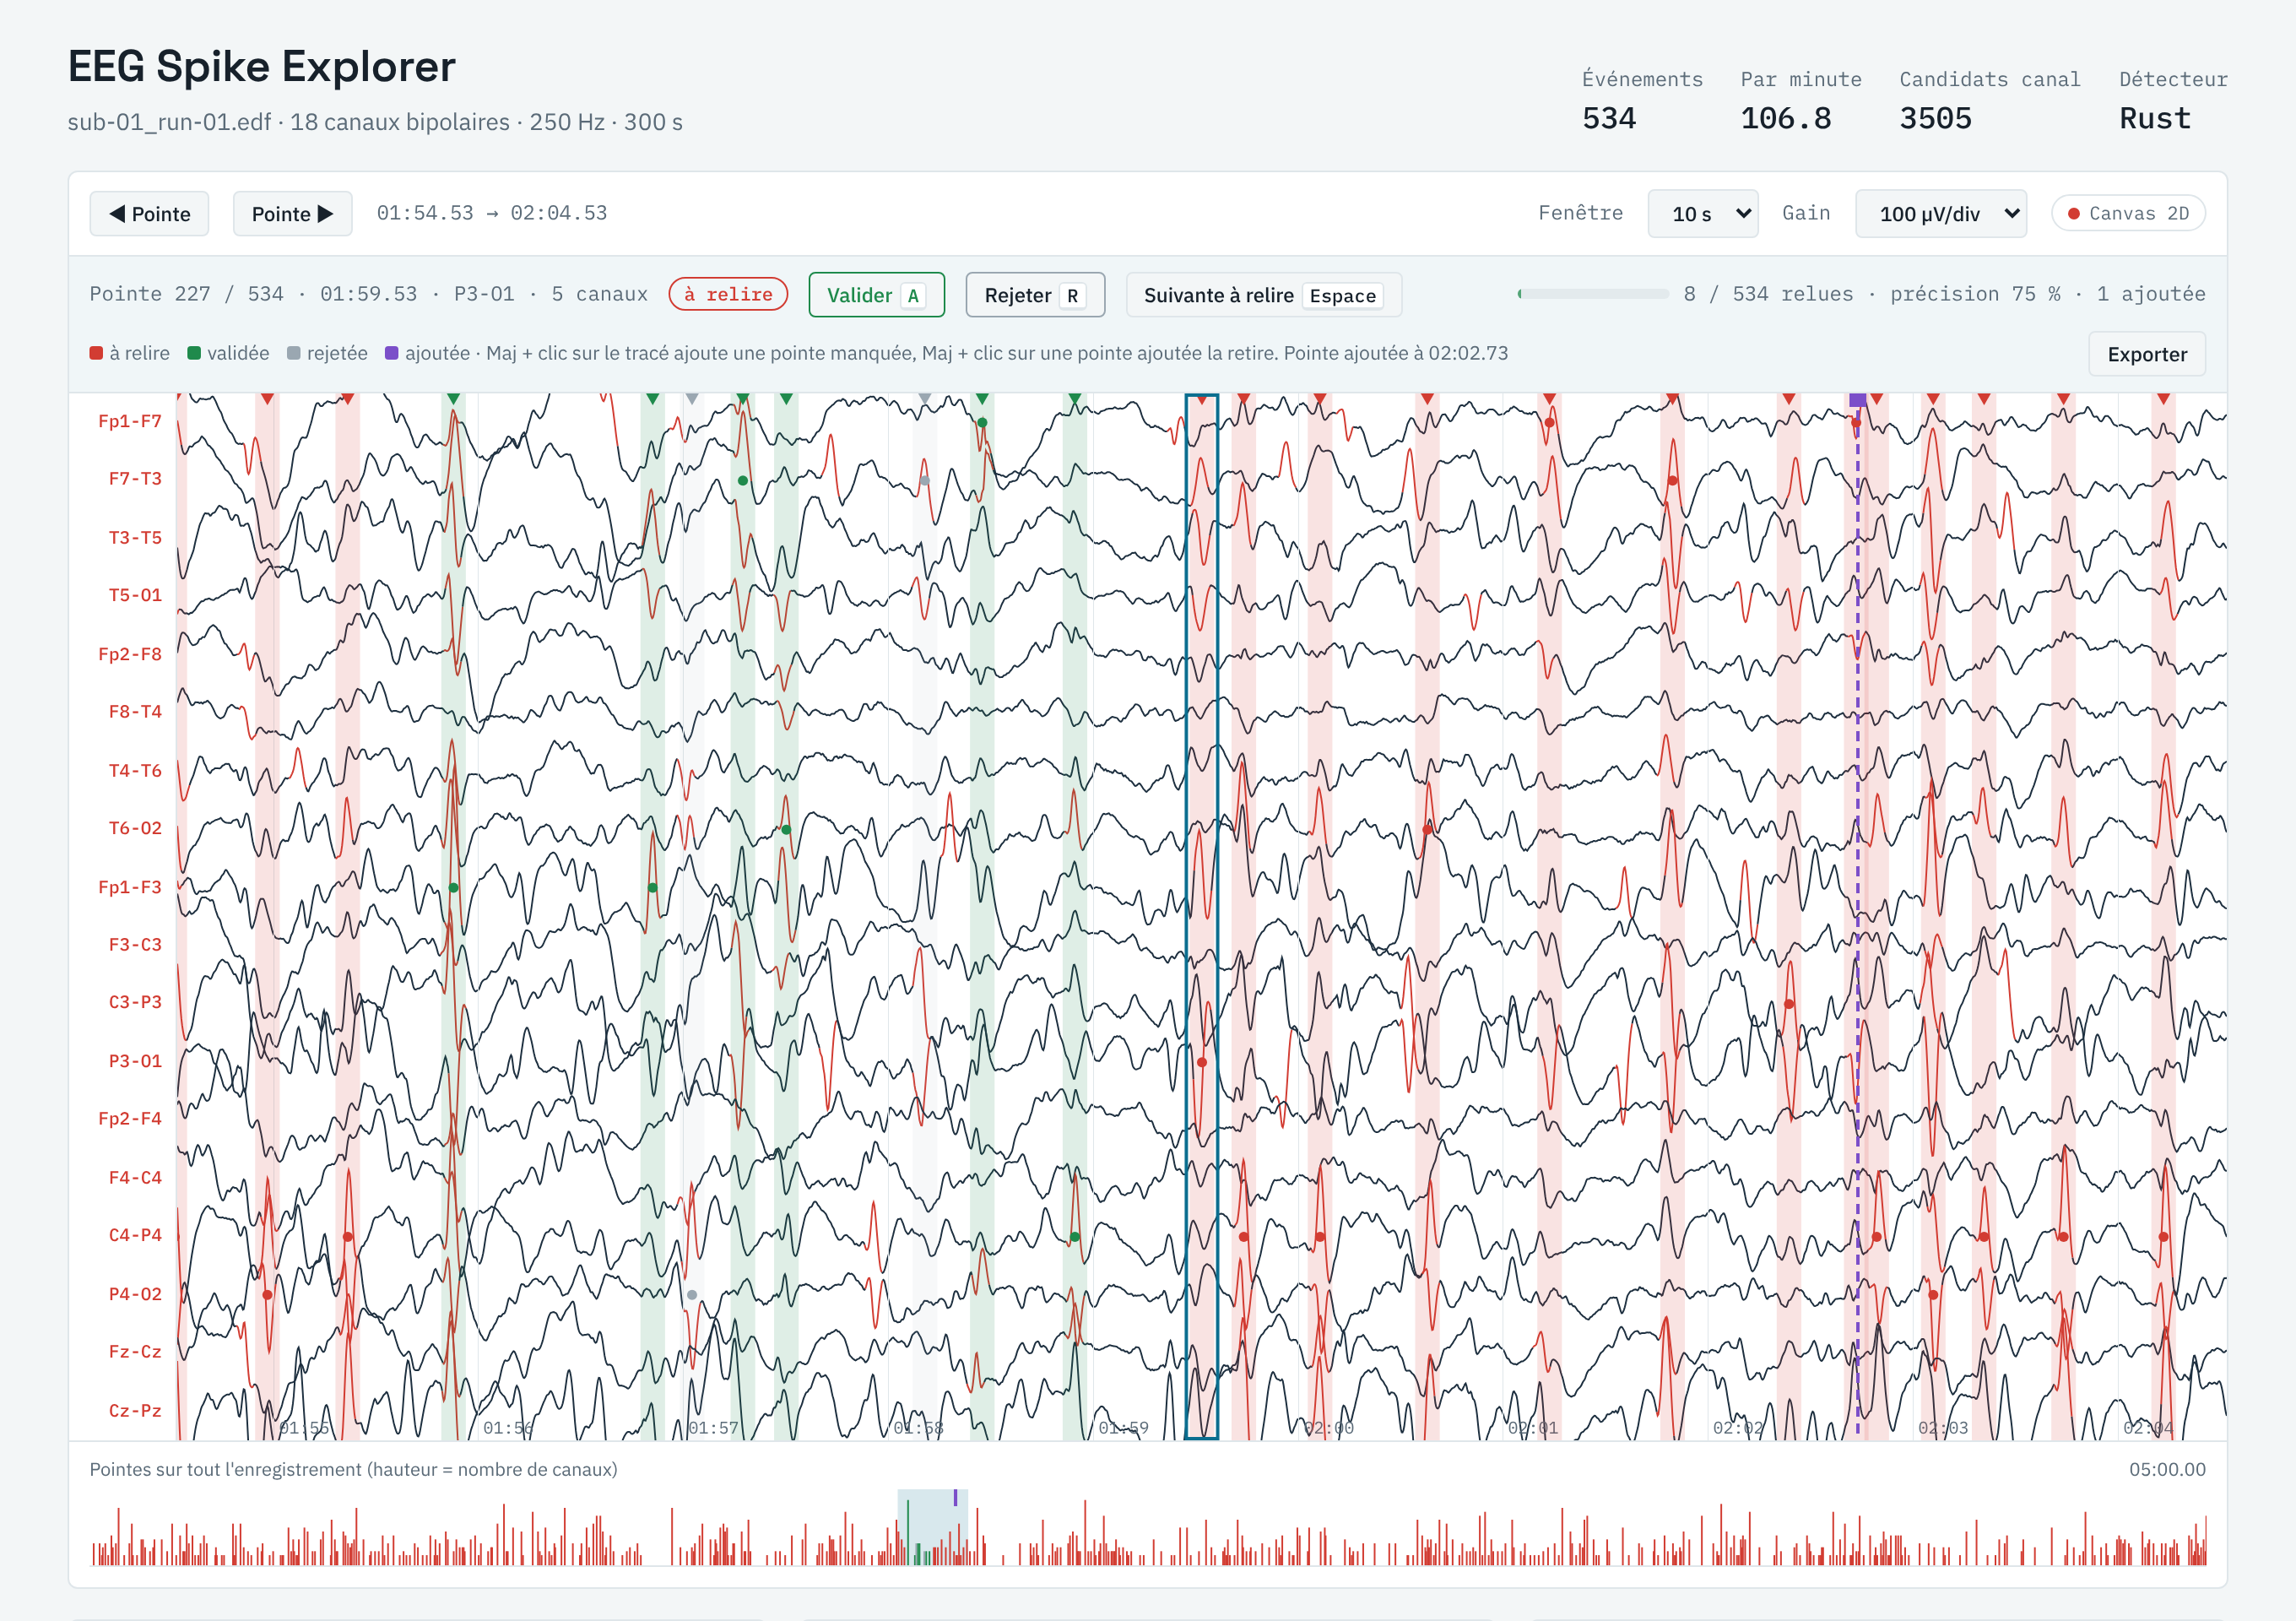 EEG Spike Explorer
sub-01_run-01.edf · 18 canaux bipolaires · 250 Hz · 300 s
Événements Par minute Candidats canal Détecteur
534 106.8 3505 Rust
◀ Pointe Pointe ▶ 01:54.53 → 02:04.53 Fenêtre 10 s Gain 100 µV/div Canvas 2D
Pointe 227 / 534 · 01:59.53 · P3-O1 · 5 canaux à relire Valider A Rejeter R Suivante à relire Espace 8 / 534 relues · précision 75 % · 1 ajoutée
à relire validée rejetée ajoutée · Maj + clic sur le tracé ajoute une pointe manquée, Maj + clic sur une pointe ajoutée la retire. Pointe ajoutée à 02:02.73 Exporter
Fp1-F7
F7-T3
T3-T5
T5-O1
Fp2-F8
F8-T4
T4-T6
T6-O2
Fp1-F3
F3-C3
C3-P3
P3-O1
Fp2-F4
F4-C4
C4-P4
P4-O2
Fz-Cz
Cz-Pz
01:55 01:56 01:57 01:58 01:59 02:00 02:01 02:02 02:03 02:04
Pointes sur tout l'enregistrement (hauteur = nombre de canaux) 05:00.00